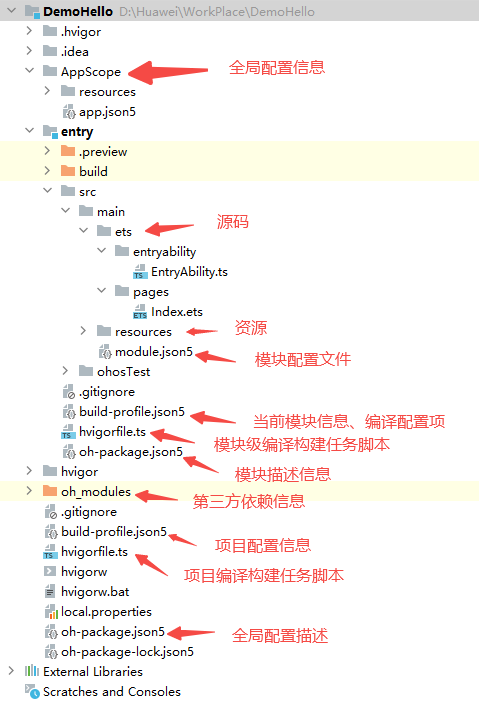 DemoHello D:\Huawei\WorkPlace\DemoHello
.hvigor
.idea
AppScope 全局配置信息
resources
app.json5
entry
.preview
build
src
main
ets 源码
entryability
EntryAbility.ts
pages
Index.ets
resources 资源
module.json5 模块配置文件
ohosTest
.gitignore
build-profile.json5 当前模块信息、编译配置项
hvigorfile.ts 模块级编译构建任务脚本
oh-package.json5 模块描述信息
hvigor
oh_modules 第三方依赖信息
.gitignore
build-profile.json5 项目配置信息
hvigorfile.ts 项目编译构建任务脚本
hvigorw
hvigorw.bat
local.properties
oh-package.json5 全局配置描述
oh-package-lock.json5
External Libraries
Scratches and Consoles